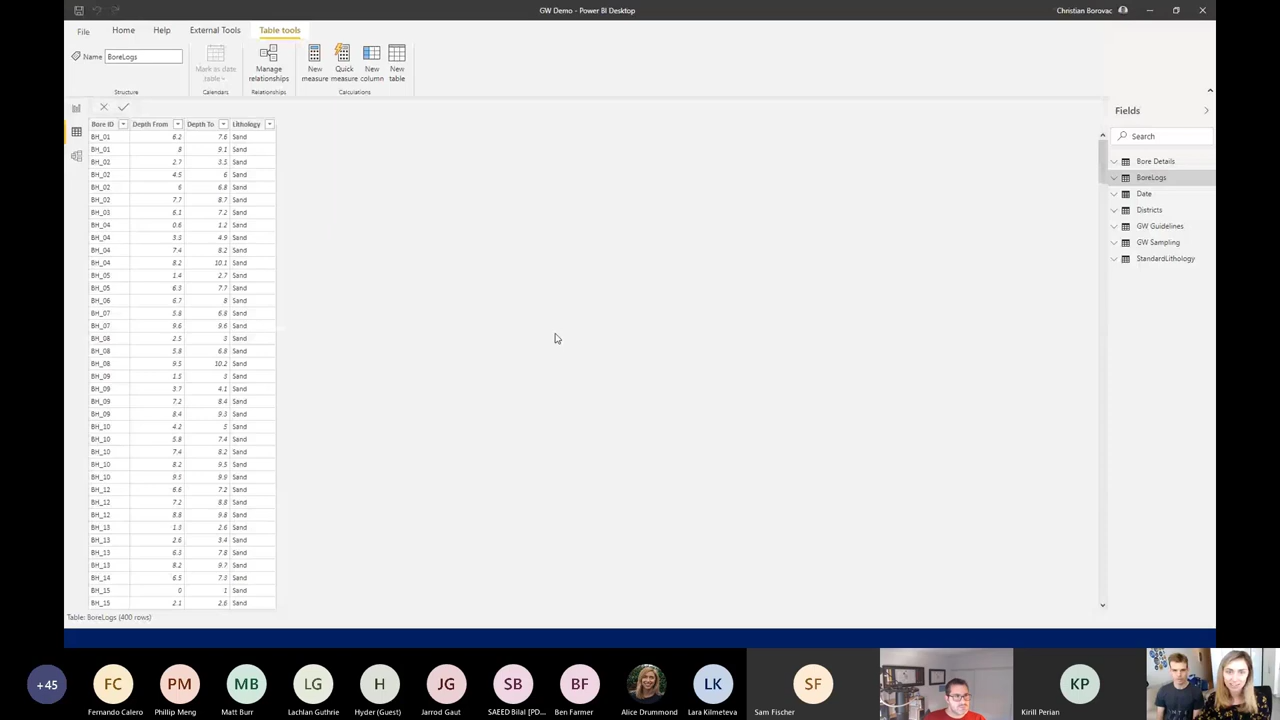 GW Demo - Power BI Desktop
Christian Borovac
File
Home
Help
External Tools
Table tools
Name
BoreLogs
Mark as date table
Manage relationships
New measure
Quick measure
New column
New table
Structure
Calendars
Relationships
Calculations
Bore ID Depth From Depth To Lithology
BH_01 6.2 7.6 Sand
BH_01 8 9.1 Sand
BH_02 2.7 3.5 Sand
BH_02 4.5 6 Sand
BH_02 6 6.8 Sand
BH_02 7.7 8.7 Sand
BH_03 6.1 7.2 Sand
BH_04 0.6 1.2 Sand
BH_04 3.5 4.9 Sand
BH_04 7.4 8.2 Sand
BH_04 8.2 10.1 Sand
BH_05 1.4 2.7 Sand
BH_05 6.3 7.7 Sand
BH_06 6.7 8 Sand
BH_07 5.8 6.8 Sand
BH_07 9.6 9.6 Sand
BH_08 2.5 3 Sand
BH_08 5.8 6.8 Sand
BH_08 9.5 10.2 Sand
BH_09 1.5 3 Sand
BH_09 3.7 4.1 Sand
BH_09 7.2 8.4 Sand
BH_09 8.4 9.3 Sand
BH_10 4.2 5 Sand
BH_10 5.8 7.4 Sand
BH_10 7.4 8.2 Sand
BH_10 8.2 9.5 Sand
BH_10 9.5 9.9 Sand
BH_12 6.6 7.2 Sand
BH_12 7.2 8.8 Sand
BH_12 8.8 9.8 Sand
BH_13 1.3 2.6 Sand
BH_13 2.6 3.4 Sand
BH_13 6.3 7.8 Sand
BH_13 8.2 9.7 Sand
BH_14 6.5 7.3 Sand
BH_15 0 1 Sand
BH_15 2.1 2.6 Sand
Table: BoreLogs (400 rows)
Fields
Search
Bore Details
BoreLogs
Date
Districts
GW Guidelines
GW Sampling
StandardLithology
+45
FC
PM
MB
LG
H
JG
SB
BF
LK
SF
KP
Fernando Calero
Phillip Meng
Matt Burr
Lachlan Guthrie
Hyder (Guest)
Jarrod Gaut
SAEED Bilal [PD...
Ben Farmer
Alice Drummond
Lara Kilmeteva
Sam Fischer
Kirill Perian